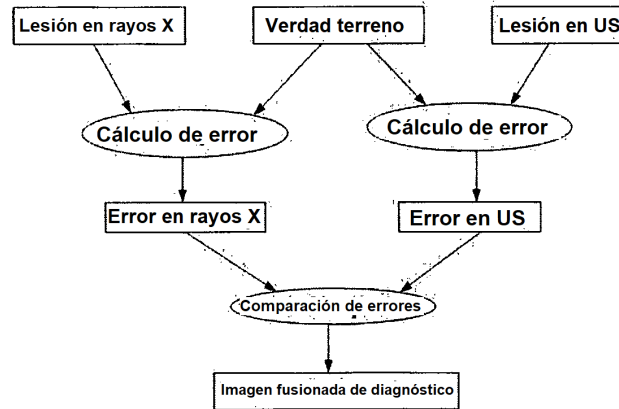 Lesión en rayos X
Verdad terreno
Lesión en US
Cálculo de error
Cálculo de error
Error en rayos X
Error en US
Comparación de errores
Imagen fusionada de diagnóstico